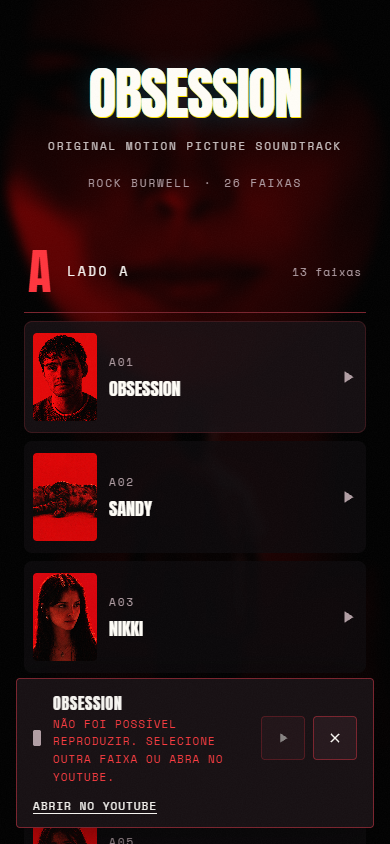 OBSESSION
ORIGINAL MOTION PICTURE SOUNDTRACK
ROCK BURWELL · 26 FAIXAS
A LADO A 13 faixas
A01
OBSESSION
A02
SANDY
A03
NIKKI
OBSESSION
NÃO FOI POSSÍVEL
REPRODUZIR. SELECIONE
OUTRA FAIXA OU ABRA NO
YOUTUBE.
ABRIR NO YOUTUBE
A05